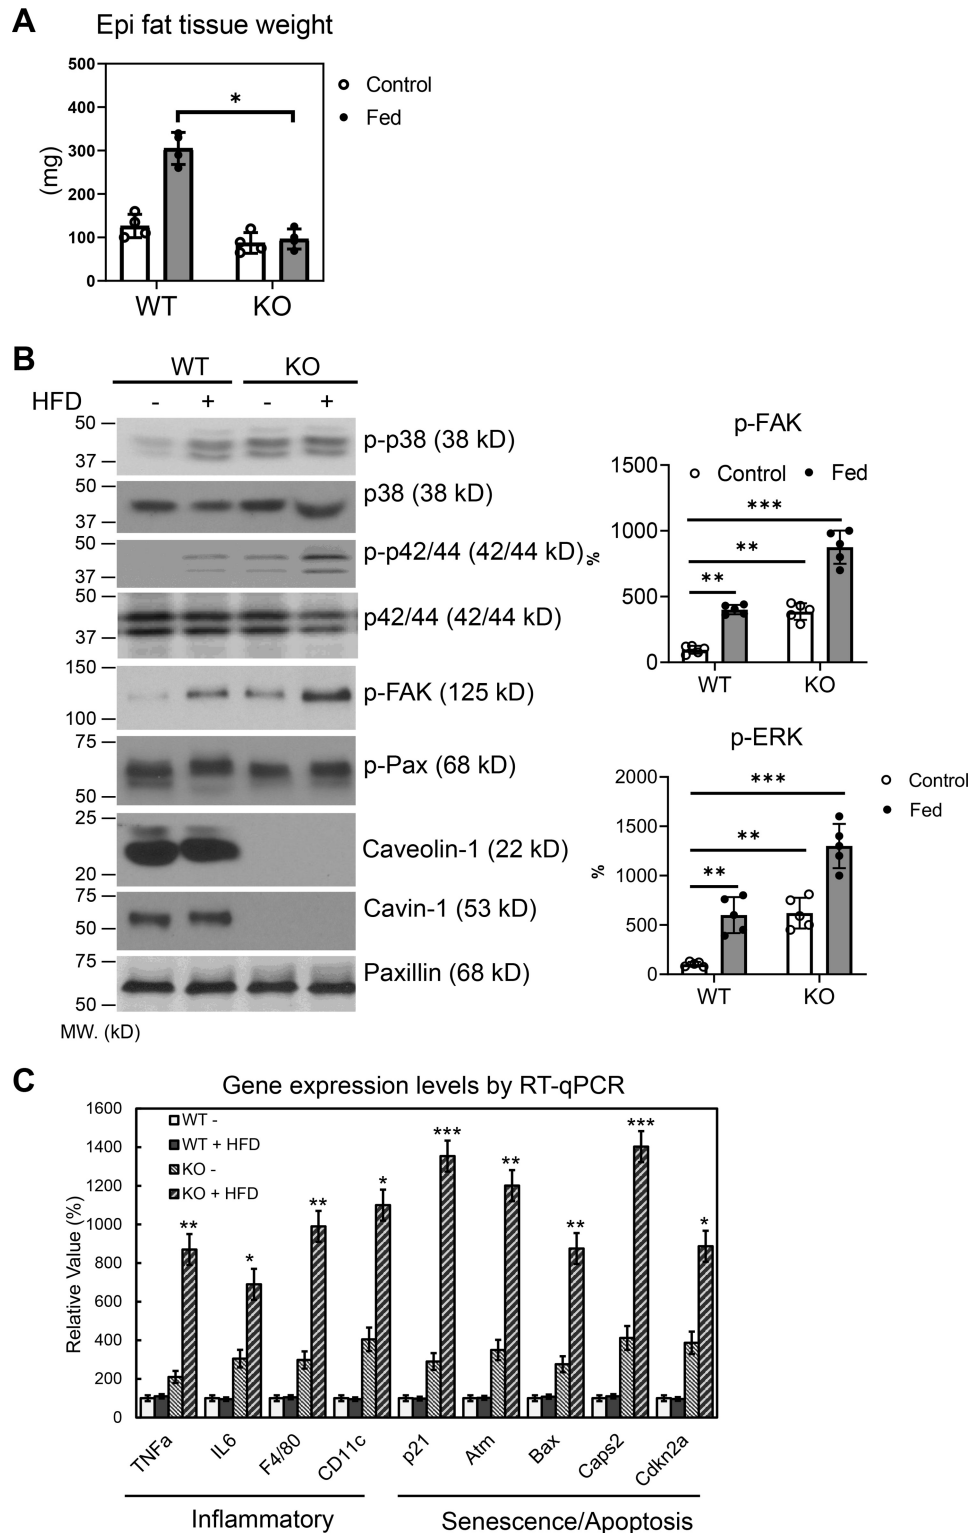 A
Epi fat tissue weight
500
400
300
200
100
0
(mg)
*
Control
Fed
WT KO
B
WT KO
HFD - + - +
50
37
p-p38 (38 kD)
50
37
p38 (38 kD)
50
37
p-p42/44 (42/44 kD)
50
37
p42/44 (42/44 kD)
150
100
p-FAK (125 kD)
75
50
p-Pax (68 kD)
25
20
Caveolin-1 (22 kD)
75
50
Cavin-1 (53 kD)
75
50
Paxillin (68 kD)
MW. (kD)
p-FAK
1500
1000
500
0
%
Control Fed
***
**
**
WT KO
p-ERK
2000
1500
1000
500
0
%
Control
Fed
***
**
**
WT KO
C
Gene expression levels by RT-qPCR
1600
1400
1200
1000
800
600
400
200
0
Relative Value (%)
WT -
WT + HFD
KO -
KO + HFD
** * ** * *** ** ** *** *
TNFa IL6 F4/80 CD11c p21 Atm Bax Caps2 Cdkn2a
Inflammatory Senescence/Apoptosis